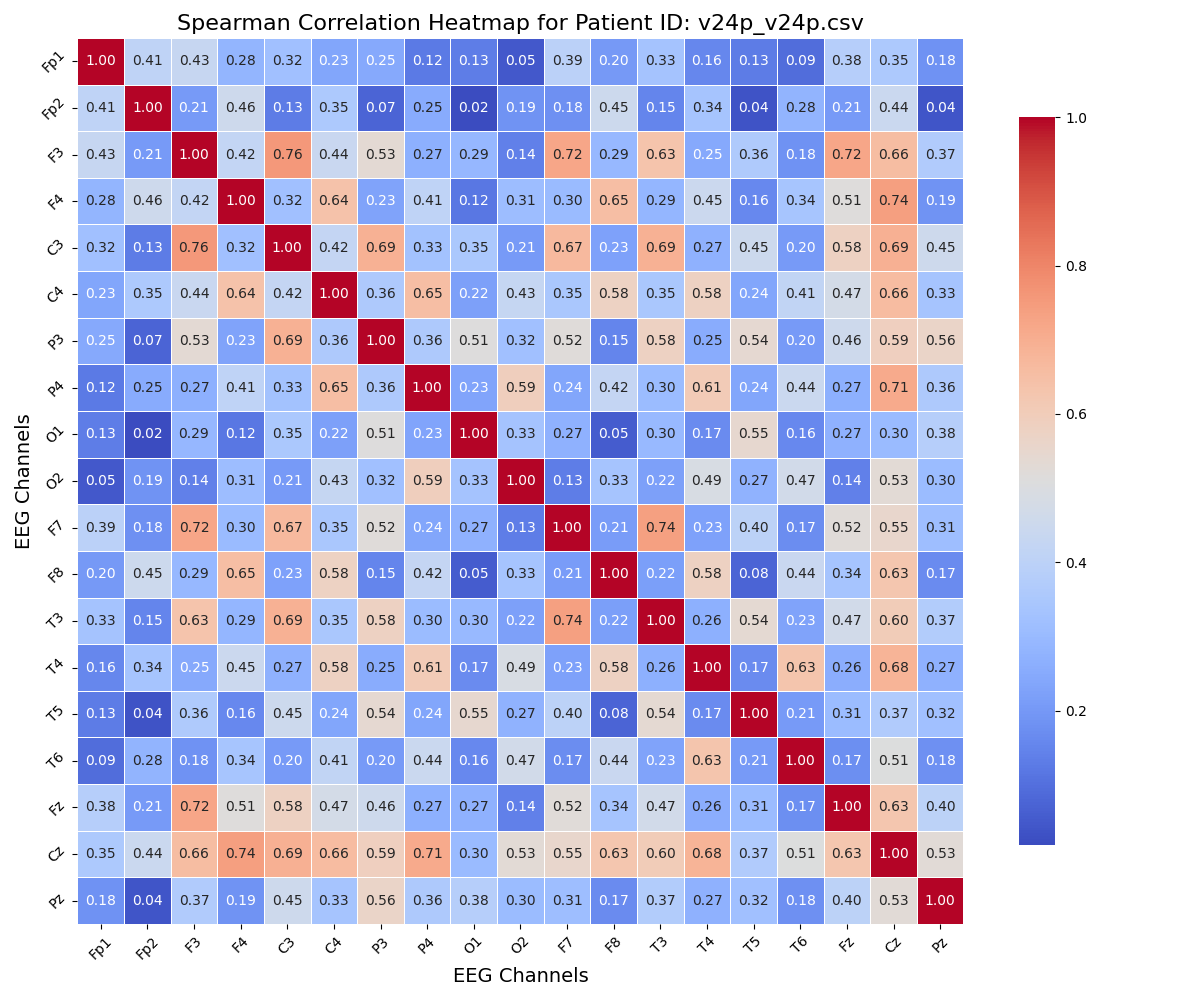 Spearman Correlation Heatmap for Patient ID: v24p_v24p.csv
Fp1 1.00 0.41 0.43 0.28 0.32 0.23 0.25 0.12 0.13 0.05 0.39 0.20 0.33 0.16 0.13 0.09 0.38 0.35 0.18
Fp2 0.41 1.00 0.21 0.46 0.13 0.35 0.07 0.25 0.02 0.19 0.18 0.45 0.15 0.34 0.04 0.28 0.21 0.44 0.04
F3 0.43 0.21 1.00 0.42 0.76 0.44 0.53 0.27 0.29 0.14 0.72 0.29 0.63 0.25 0.36 0.18 0.72 0.66 0.37
F4 0.28 0.46 0.42 1.00 0.32 0.64 0.23 0.41 0.12 0.31 0.30 0.65 0.29 0.45 0.16 0.34 0.51 0.74 0.19
C3 0.32 0.13 0.76 0.32 1.00 0.42 0.69 0.33 0.35 0.21 0.67 0.23 0.69 0.27 0.45 0.20 0.58 0.69 0.45
C4 0.23 0.35 0.44 0.64 0.42 1.00 0.36 0.65 0.22 0.43 0.35 0.58 0.35 0.58 0.24 0.41 0.47 0.66 0.33
P3 0.25 0.07 0.53 0.23 0.69 0.36 1.00 0.36 0.51 0.32 0.52 0.15 0.58 0.25 0.54 0.20 0.46 0.59 0.56
P4 0.12 0.25 0.27 0.41 0.33 0.65 0.36 1.00 0.23 0.59 0.24 0.42 0.30 0.61 0.24 0.44 0.27 0.71 0.36
O1 0.13 0.02 0.29 0.12 0.35 0.22 0.51 0.23 1.00 0.33 0.27 0.05 0.30 0.17 0.55 0.16 0.27 0.30 0.38
O2 0.05 0.19 0.14 0.31 0.21 0.43 0.32 0.59 0.33 1.00 0.13 0.33 0.22 0.49 0.27 0.47 0.14 0.53 0.30
F7 0.39 0.18 0.72 0.30 0.67 0.35 0.52 0.24 0.27 0.13 1.00 0.21 0.74 0.23 0.40 0.17 0.52 0.55 0.31
F8 0.20 0.45 0.29 0.65 0.23 0.58 0.15 0.42 0.05 0.33 0.21 1.00 0.22 0.58 0.08 0.44 0.34 0.63 0.17
T3 0.33 0.15 0.63 0.29 0.69 0.35 0.58 0.30 0.30 0.22 0.74 0.22 1.00 0.26 0.54 0.23 0.47 0.60 0.37
T4 0.16 0.34 0.25 0.45 0.27 0.58 0.25 0.61 0.17 0.49 0.23 0.58 0.26 1.00 0.17 0.63 0.26 0.68 0.27
T5 0.13 0.04 0.36 0.16 0.45 0.24 0.54 0.24 0.55 0.27 0.40 0.08 0.54 0.17 1.00 0.21 0.31 0.37 0.32
T6 0.09 0.28 0.18 0.34 0.20 0.41 0.20 0.44 0.16 0.47 0.17 0.44 0.23 0.63 0.21 1.00 0.17 0.51 0.18
Fz 0.38 0.21 0.72 0.51 0.58 0.47 0.46 0.27 0.27 0.14 0.52 0.34 0.47 0.26 0.31 0.17 1.00 0.63 0.40
Cz 0.35 0.44 0.66 0.74 0.69 0.66 0.59 0.71 0.30 0.53 0.55 0.63 0.60 0.68 0.37 0.51 0.63 1.00 0.53
Pz 0.18 0.04 0.37 0.19 0.45 0.33 0.56 0.36 0.38 0.30 0.31 0.17 0.37 0.27 0.32 0.18 0.40 0.53 1.00
Fp1 Fp2 F3 F4 C3 C4 P3 P4 O1 O2 F7 F8 T3 T4 T5 T6 Fz Cz Pz
EEG Channels
EEG Channels
1.0
0.8
0.6
0.4
0.2